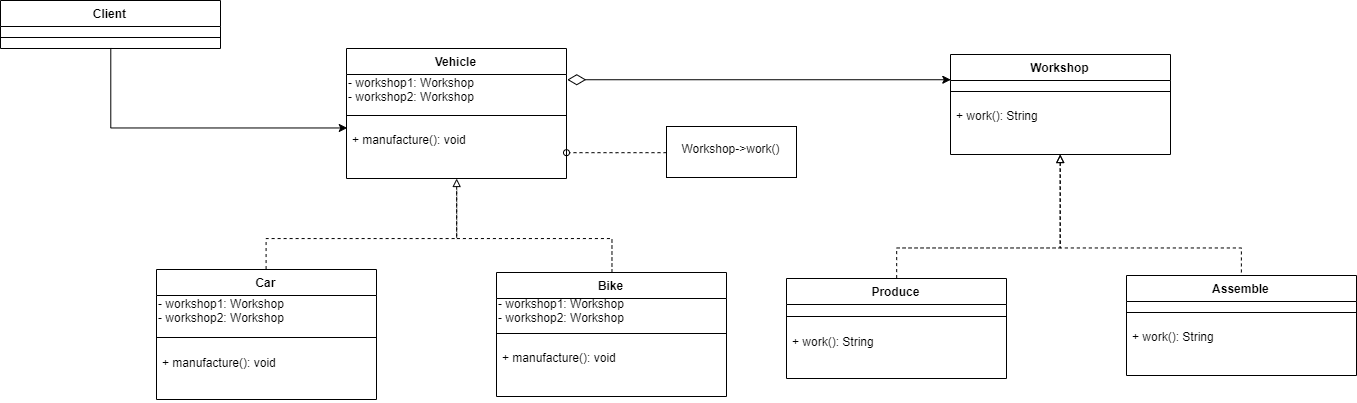 Client
Vehicle
- workshop1: Workshop
- workshop2: Workshop
+ manufacture(): void
Workshop
+ work(): String
Workshop->work()
Car
- workshop1: Workshop
- workshop2: Workshop
+ manufacture(): void
Bike
- workshop1: Workshop
- workshop2: Workshop
+ manufacture(): void
Produce
+ work(): String
Assemble
+ work(): String